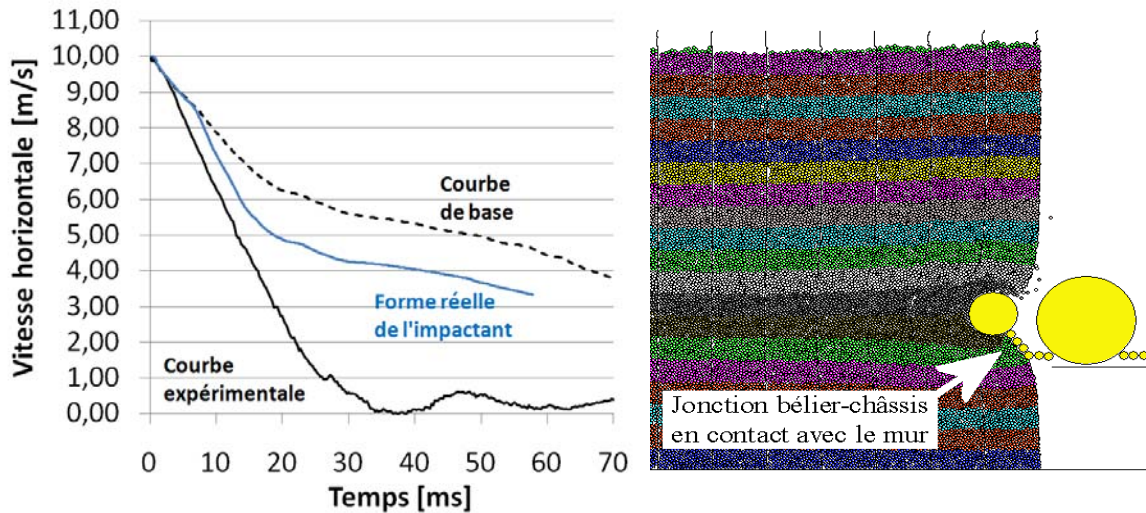 Vitesse horizontale [m/s]
11,00
10,00
9,00
8,00
7,00
6,00
5,00
4,00
3,00
2,00
1,00
0,00
Courbe
de base
Forme réelle
de l'impactant
Courbe
expérimentale
0 10 20 30 40 50 60 70
Temps [ms]
Jonction bélier-châssis
en contact avec le mur